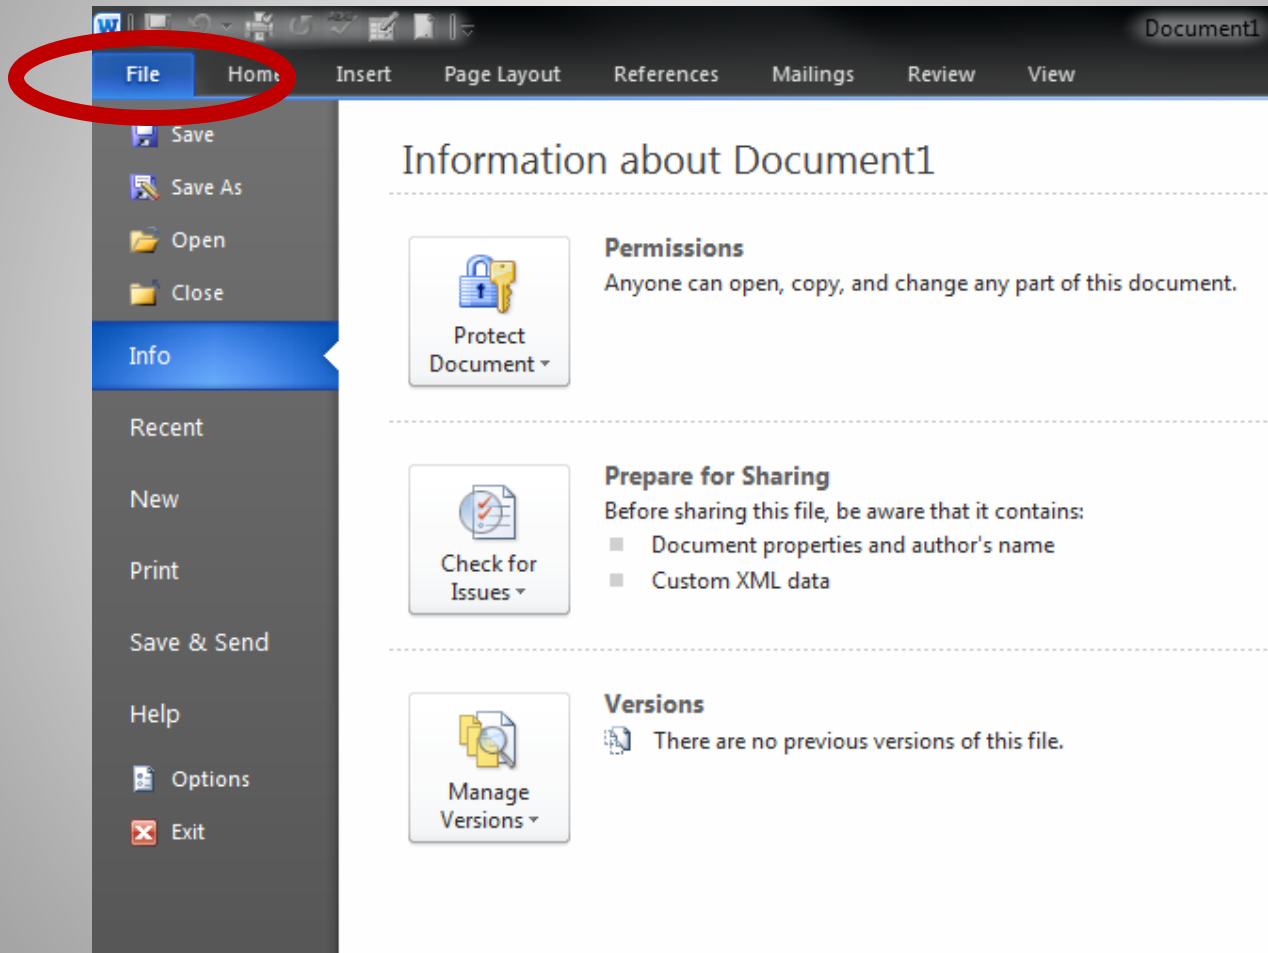 W
Document1
File Home Insert Page Layout References Mailings Review View
Save
Save As
Open
Close
Info
Recent
New
Print
Save & Send
Help
Options
Exit
Information about Document1
Protect
Document
Permissions
Anyone can open, copy, and change any part of this document.
Check for
Issues
Prepare for Sharing
Before sharing this file, be aware that it contains:
Document properties and author's name
Custom XML data
Manage
Versions
Versions
There are no previous versions of this file.